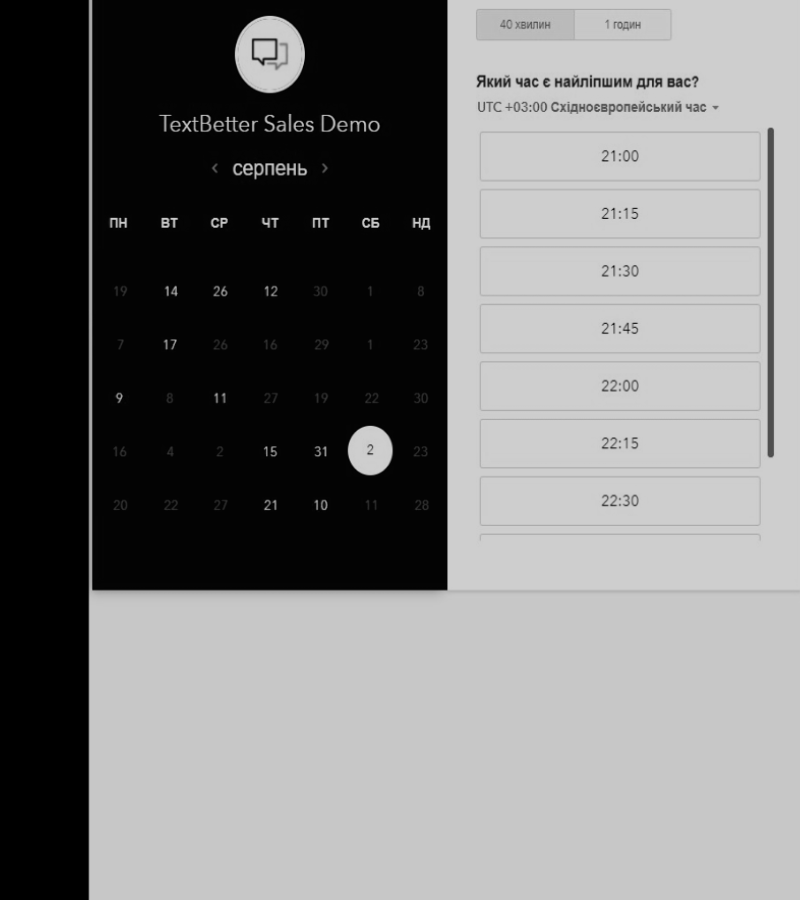 TextBetter Sales Demo
серпень
ПН ВТ СР ЧТ ПТ СБ НД
19 14 26 12 30 1 8
7 17 26 16 29 1 23
9 8 11 27 19 22 30
16 4 2 15 31 2 23
20 22 27 21 10 11 28
40 хвилин
1 годин
Який час є найліпшим для вас?
UTC +03:00 Східноєвропейський час
21:00
21:15
21:30
21:45
22:00
22:15
22:30